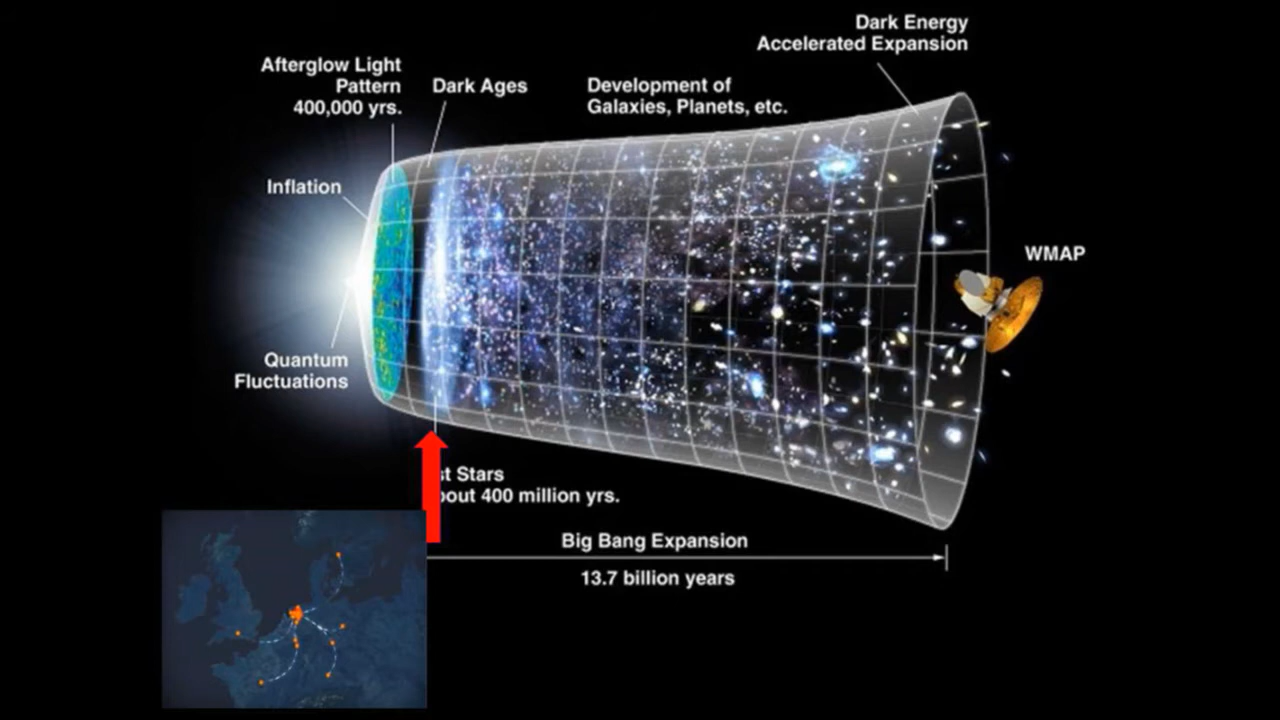 Dark Energy
Accelerated Expansion
Afterglow Light
Pattern
400,000 yrs.
Dark Ages
Development of
Galaxies, Planets, etc.
Inflation
WMAP
Quantum
Fluctuations
st Stars
bout 400 million yrs.
Big Bang Expansion
13.7 billion years